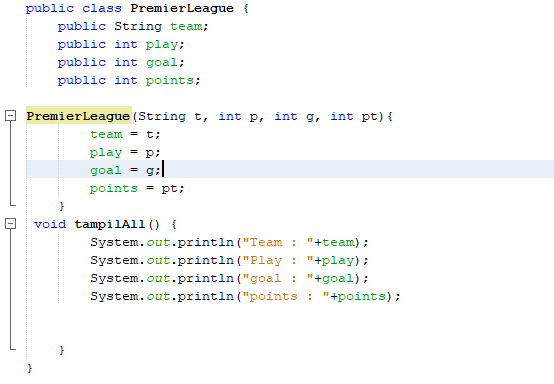 public class PremierLeague {
    public String team;
    public int play;
    public int goal;
    public int points;
PremierLeague(String t, int p, int g, int pt){
        team = t;
        play = p;
        goal = g;
        points = pt;
    }
 void tampilAll() {
        System.out.println("Team : "+team);
        System.out.println("Play : "+play);
        System.out.println("goal : "+goal);
        System.out.println("points : "+points);
    }
}